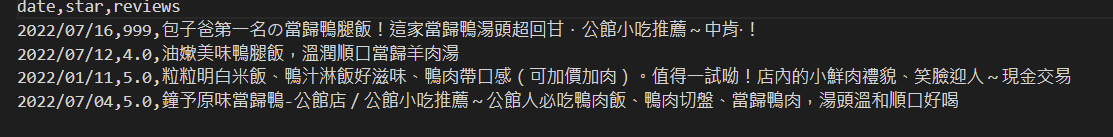 date,star,reviews
2022/07/16,999,包子爸第一名の當歸鴨腿飯！這家當歸鴨湯頭超回甘．公館小吃推薦～中肯·！
2022/07/12,4.0,油嫩美味鴨腿飯，溫潤順口當歸羊肉湯
2022/01/11,5.0,粒粒明白米飯、鴨汁淋飯好滋味、鴨肉帶口感（可加價加肉）。值得一試呦！店內的小鮮肉禮貌、笑臉迎人～現金交易
2022/07/04,5.0,鐘予原味當歸鴨-公館店／公館小吃推薦～公館人必吃鴨肉飯、鴨肉切盤、當歸鴨肉，湯頭溫和順口好喝